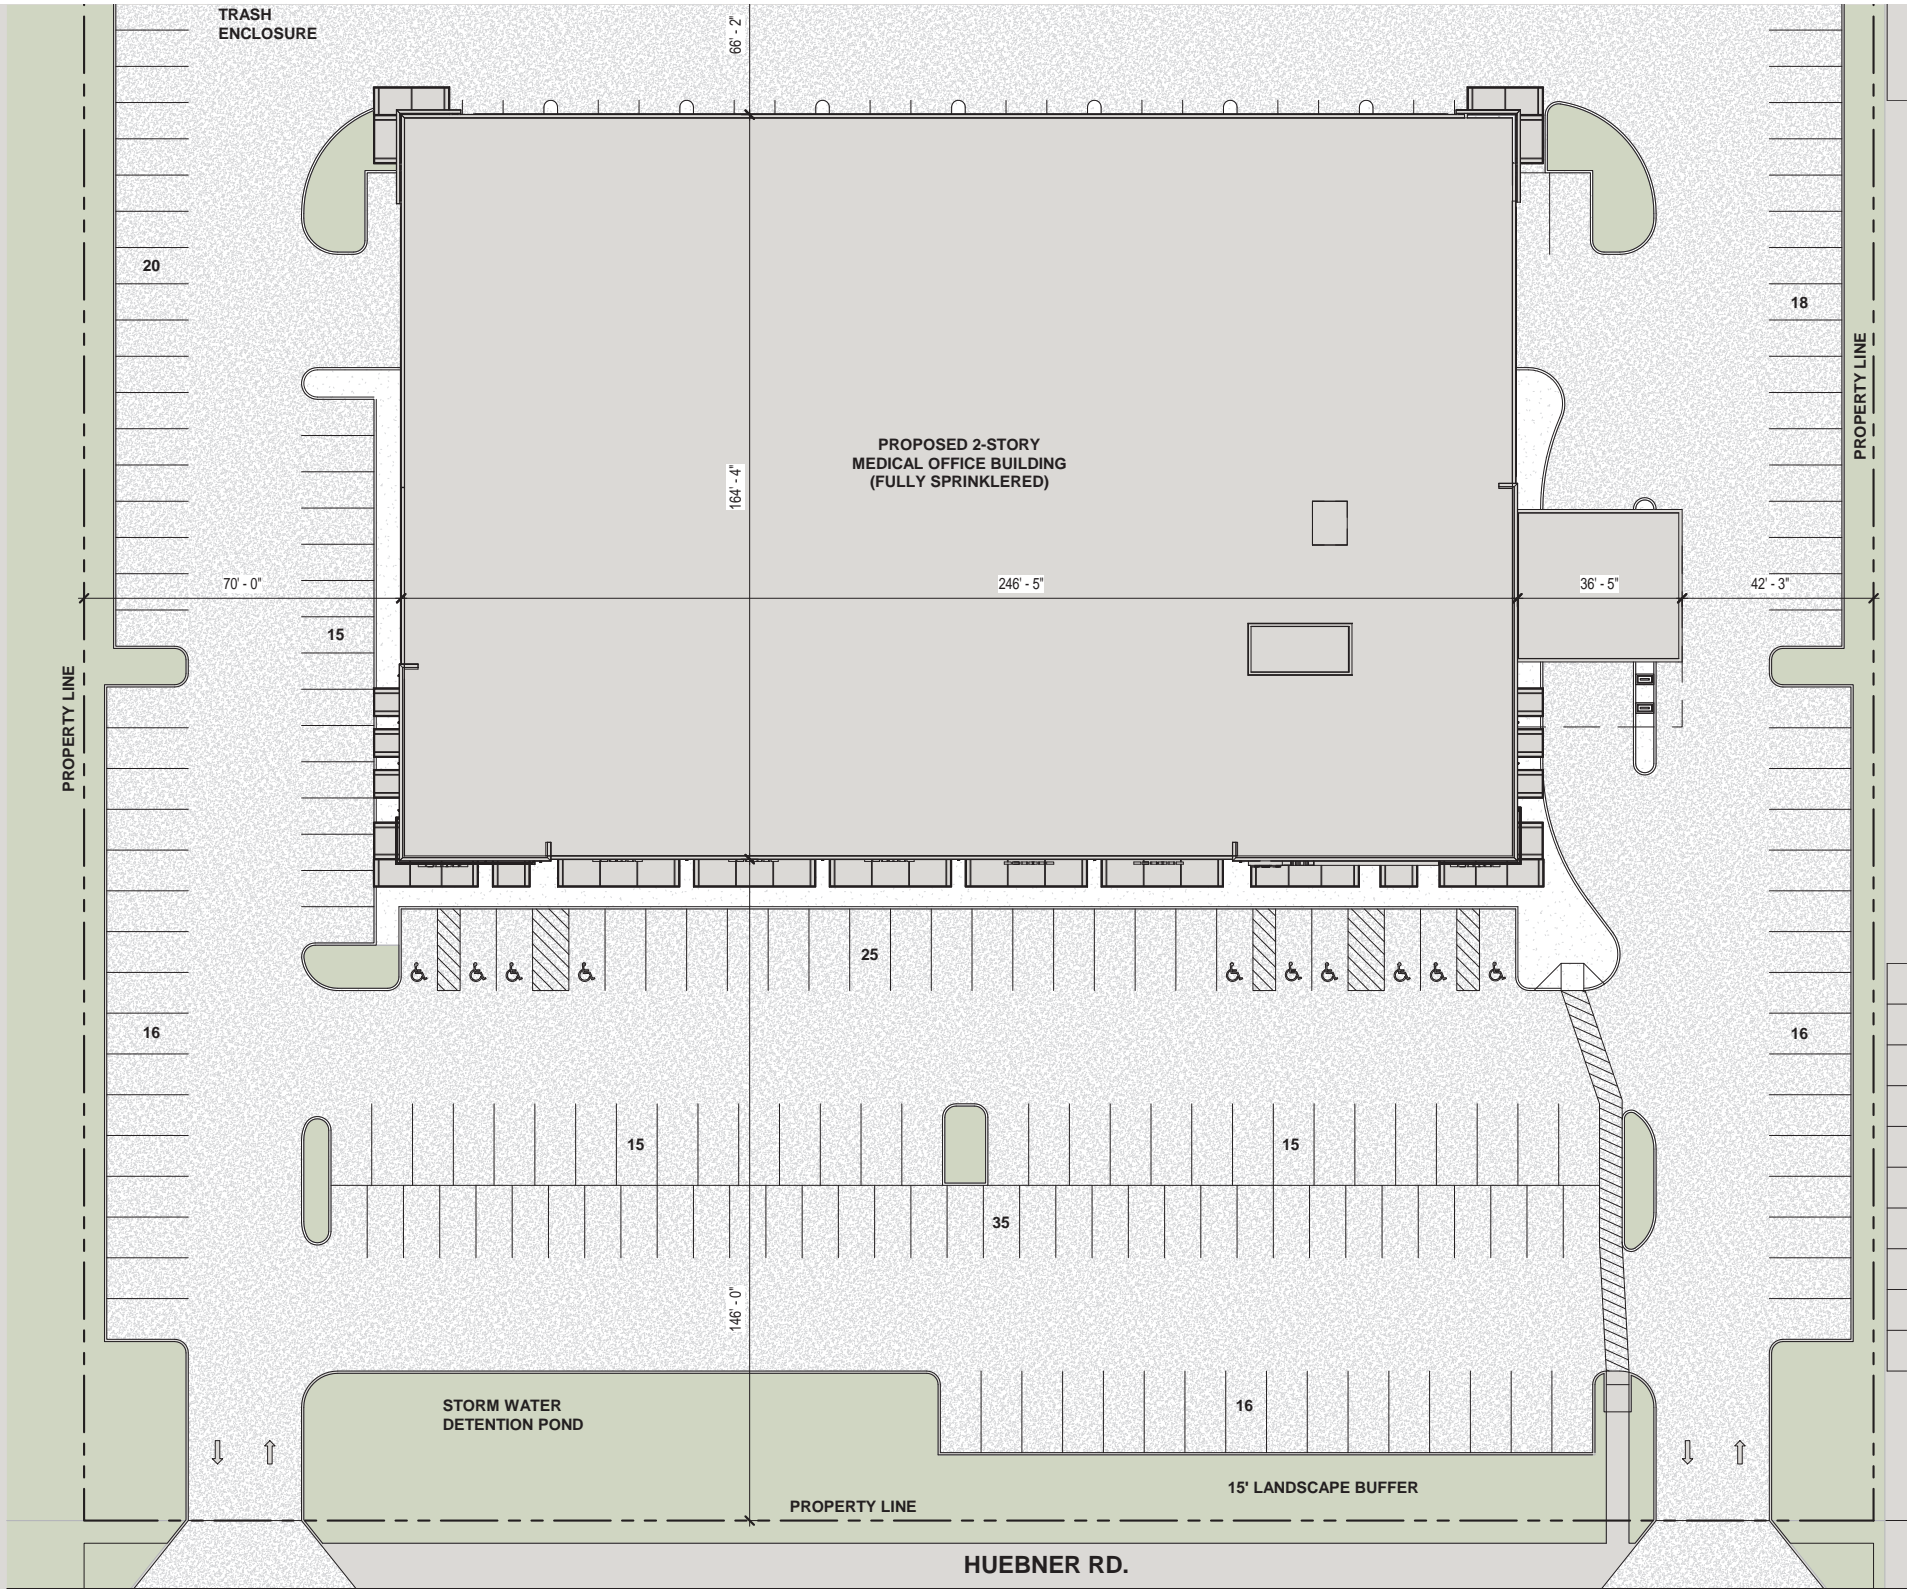 TRASH
ENCLOSURE
66' - 2"
20
18
PROPERTY LINE
PROPOSED 2-STORY
MEDICAL OFFICE BUILDING
(FULLY SPRINKLERED)
164' - 4"
70' - 0"
246' - 5"
36' - 5"
42' - 3"
15
PROPERTY LINE
25
16
16
15
15
35
146' - 0"
STORM WATER
DETENTION POND
16
15' LANDSCAPE BUFFER
PROPERTY LINE
HUEBNER RD.